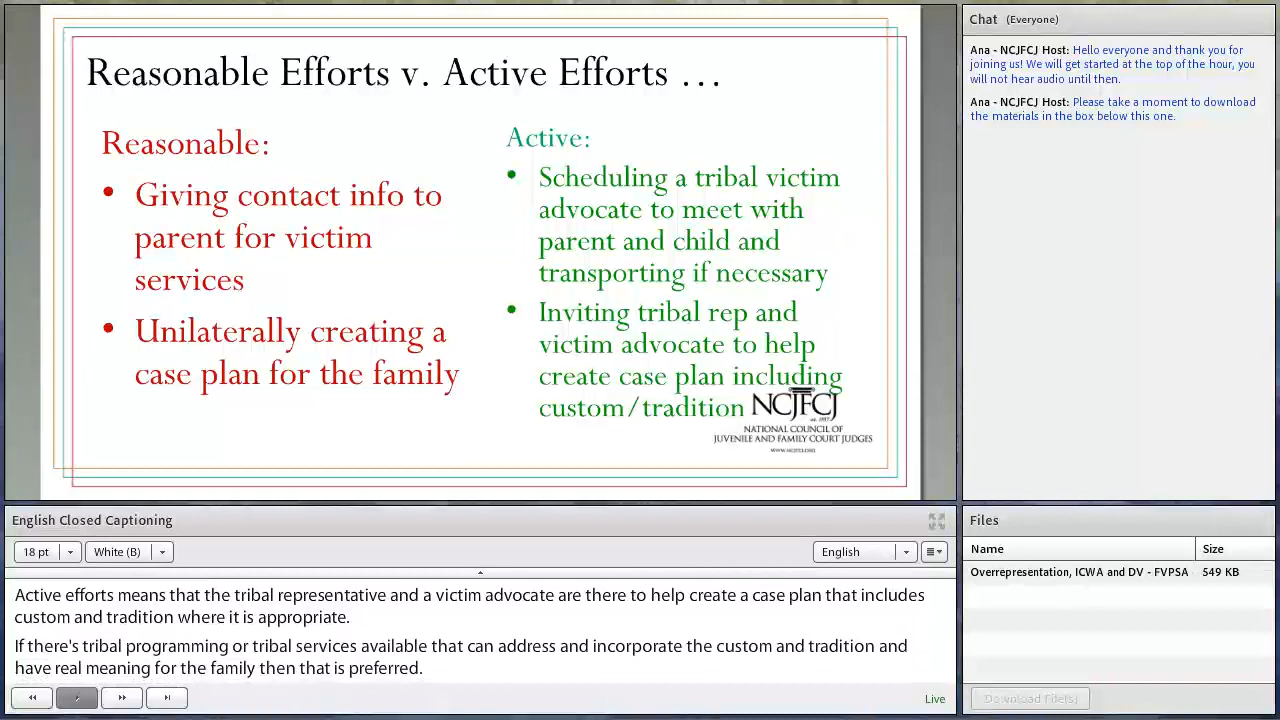 Reasonable Efforts v. Active Efforts …
Reasonable:
• Giving contact info to
parent for victim
services
• Unilaterally creating a
case plan for the family
Active:
• Scheduling a tribal victim
advocate to meet with
parent and child and
transporting if necessary
• Inviting tribal rep and
victim advocate to help
create case plan including
custom/tradition
NCJFCJ
est. 1937
NATIONAL COUNCIL OF
JUVENILE AND FAMILY COURT JUDGES
WWW.NCJFCJ.ORG
Chat (Everyone)
Ana - NCJFCJ Host: Hello everyone and thank you for
joining us! We will get started at the top of the hour, you
will not hear audio until then.
Ana - NCJFCJ Host: Please take a moment to download
the materials in the box below this one.
English Closed Captioning
18 pt White (B) English
Active efforts means that the tribal representative and a victim advocate are there to help create a case plan that includes
custom and tradition where it is appropriate.
If there's tribal programming or tribal services available that can address and incorporate the custom and tradition and
have real meaning for the family then that is preferred.
Live
Files
Name Size
Overrepresentation, ICWA and DV - FVPSA 549 KB
Download File(s)